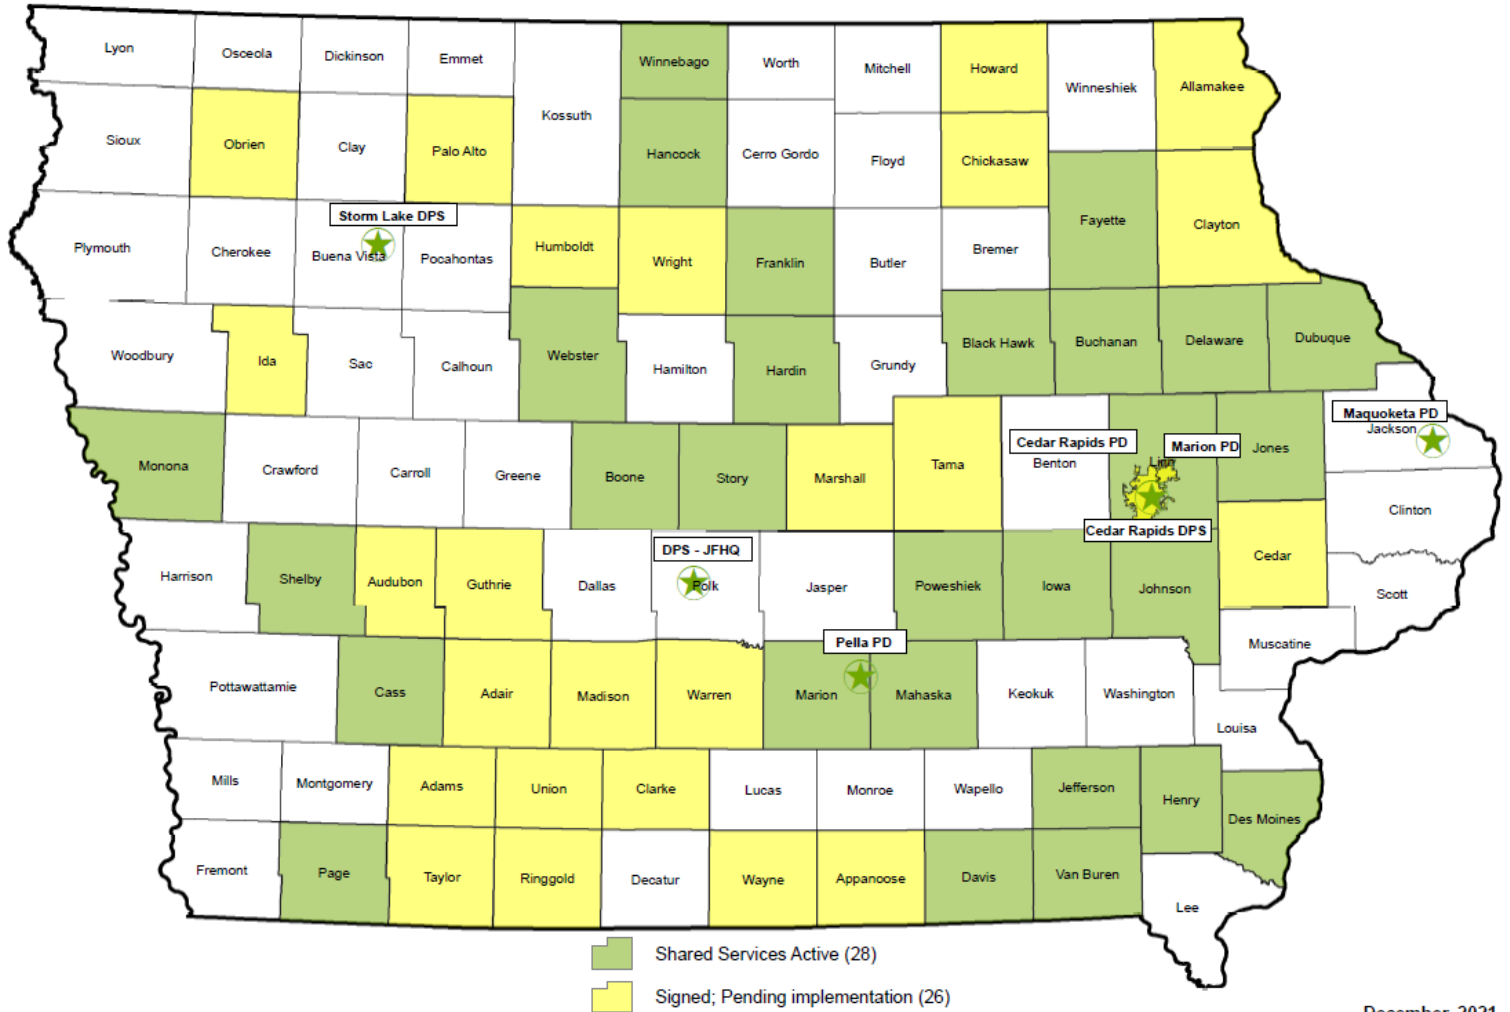 Lyon
Osceola
Dickinson
Emmet
Kossuth
Winnebago
Worth
Mitchell
Howard
Winneshiek
Allamakee
Sioux
Obrien
Clay
Palo Alto
Hancock
Cerro Gordo
Floyd
Chickasaw
Fayette
Clayton
Storm Lake DPS
Plymouth
Cherokee
Buena Vista
Pocahontas
Humboldt
Wright
Franklin
Butler
Bremer
Woodbury
Ida
Sac
Calhoun
Webster
Hamilton
Hardin
Grundy
Black Hawk
Buchanan
Delaware
Dubuque
Maquoketa PD
Jackson
Monona
Crawford
Carroll
Greene
Boone
Story
Marshall
Tama
Cedar Rapids PD
Benton
Marion PD
Linn
Jones
Clinton
Cedar Rapids DPS
Harrison
Shelby
Audubon
Guthrie
Dallas
DPS - JFHQ
Polk
Jasper
Poweshiek
Iowa
Johnson
Cedar
Scott
Muscatine
Pella PD
Pottawattamie
Cass
Adair
Madison
Warren
Marion
Mahaska
Keokuk
Washington
Louisa
Mills
Montgomery
Adams
Union
Clarke
Lucas
Monroe
Wapello
Jefferson
Henry
Des Moines
Fremont
Page
Taylor
Ringgold
Decatur
Wayne
Appanoose
Davis
Van Buren
Lee
Shared Services Active (28)
Signed; Pending implementation (26)
December, 2021